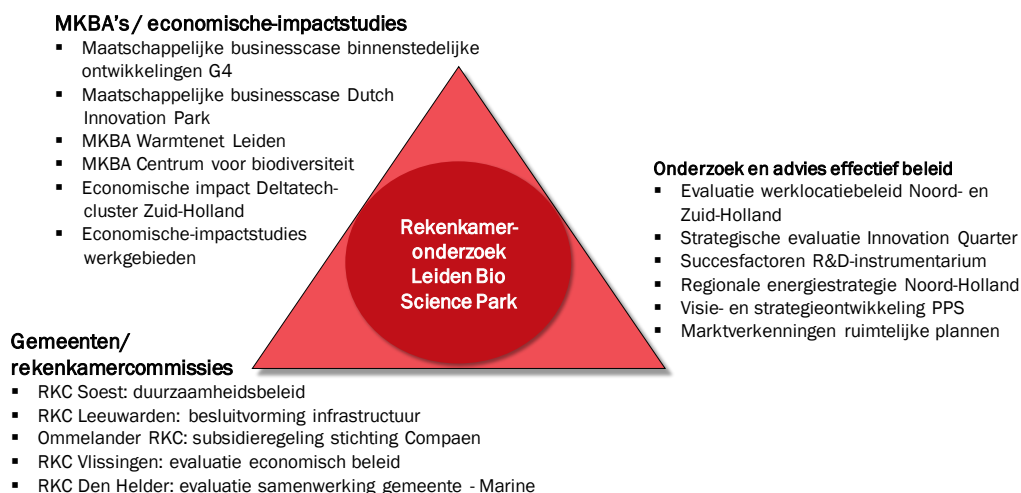 MKBA's / economische-impactstudies
▪ Maatschappelijke businesscase binnenstedelijke
ontwikkelingen G4
▪ Maatschappelijke businesscase Dutch
Innovation Park
▪ MKBA Warmtenet Leiden
▪ MKBA Centrum voor biodiversiteit
▪ Economische impact Deltatech-
cluster Zuid-Holland
▪ Economische-impactstudies
werkgebieden
Onderzoek en advies effectief beleid
▪ Evaluatie werklocatiebeleid Noord- en
Zuid-Holland
▪ Strategische evaluatie Innovation Quarter
▪ Succesfactoren R&D-instrumentarium
▪ Regionale energiestrategie Noord-Holland
▪ Visie- en strategieontwikkeling PPS
▪ Marktverkenningen ruimtelijke plannen
Rekenkamer-
onderzoek
Leiden Bio
Science Park
Gemeenten/
rekenkamercommissies
▪ RKC Soest: duurzaamheidsbeleid
▪ RKC Leeuwarden: besluitvorming infrastructuur
▪ Ommelander RKC: subsidieregeling stichting Compaen
▪ RKC Vlissingen: evaluatie economisch beleid
▪ RKC Den Helder: evaluatie samenwerking gemeente - Marine